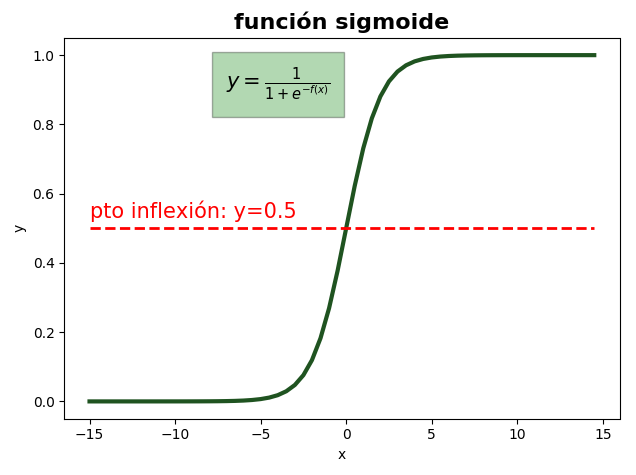 función sigmoide
y = \frac{1}{1+e^{-f(x)}}
pto inflexión: y=0.5
y
1.0
0.8
0.6
0.4
0.2
0.0
−15
−10
−5
0
5
10
15
x